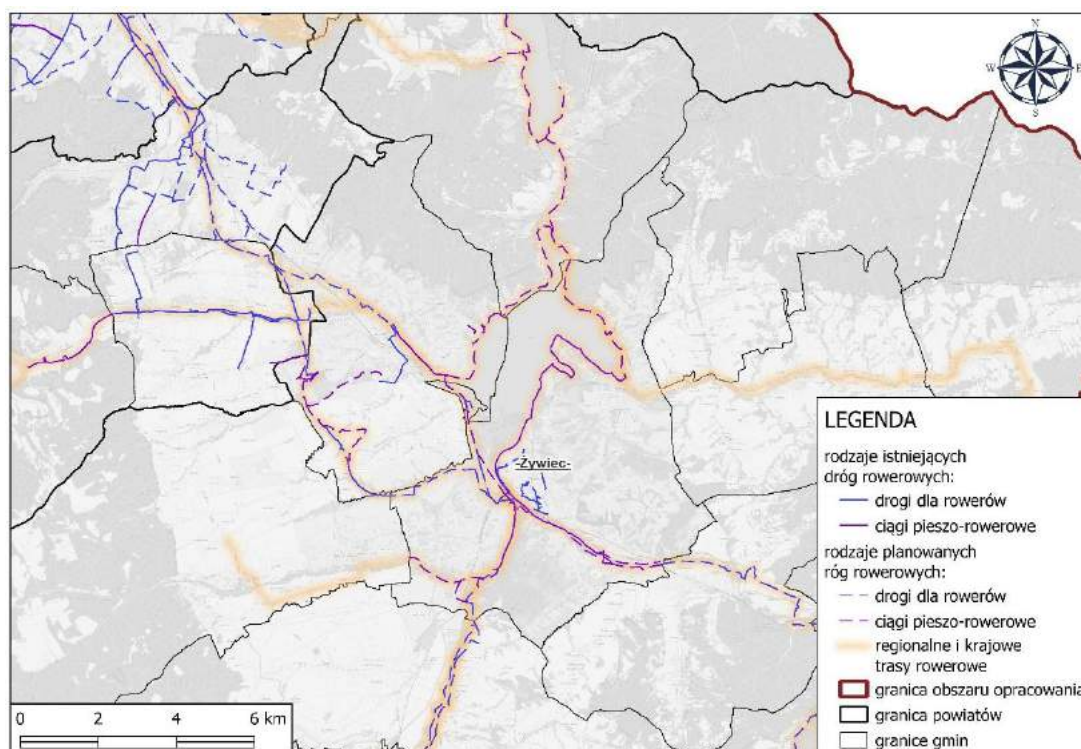 N
W
E
S
-Żywiec-
LEGENDA
rodzaje istniejących
dróg rowerowych:
drogi dla rowerów
ciągi pieszo-rowerowe
rodzaje planowanych
róg rowerowych:
drogi dla rowerów
ciągi pieszo-rowerowe
regionalne i krajowe
trasy rowerowe
granica obszaru opracowania
granica powiatów
granice gmin
0 2 4 6 km